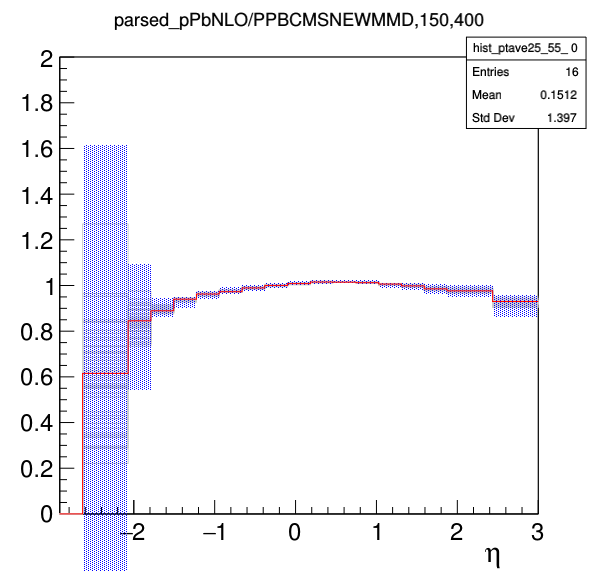 parsed_pPbNLO/PPBCMSNEWMMD,150,400
hist_ptave25_55_ 0
Entries 16
Mean 0.1512
Std Dev 1.397
2
1.8
1.6
1.4
1.2
1
0.8
0.6
0.4
0.2
0
−2 −1 0 1 2 3
η